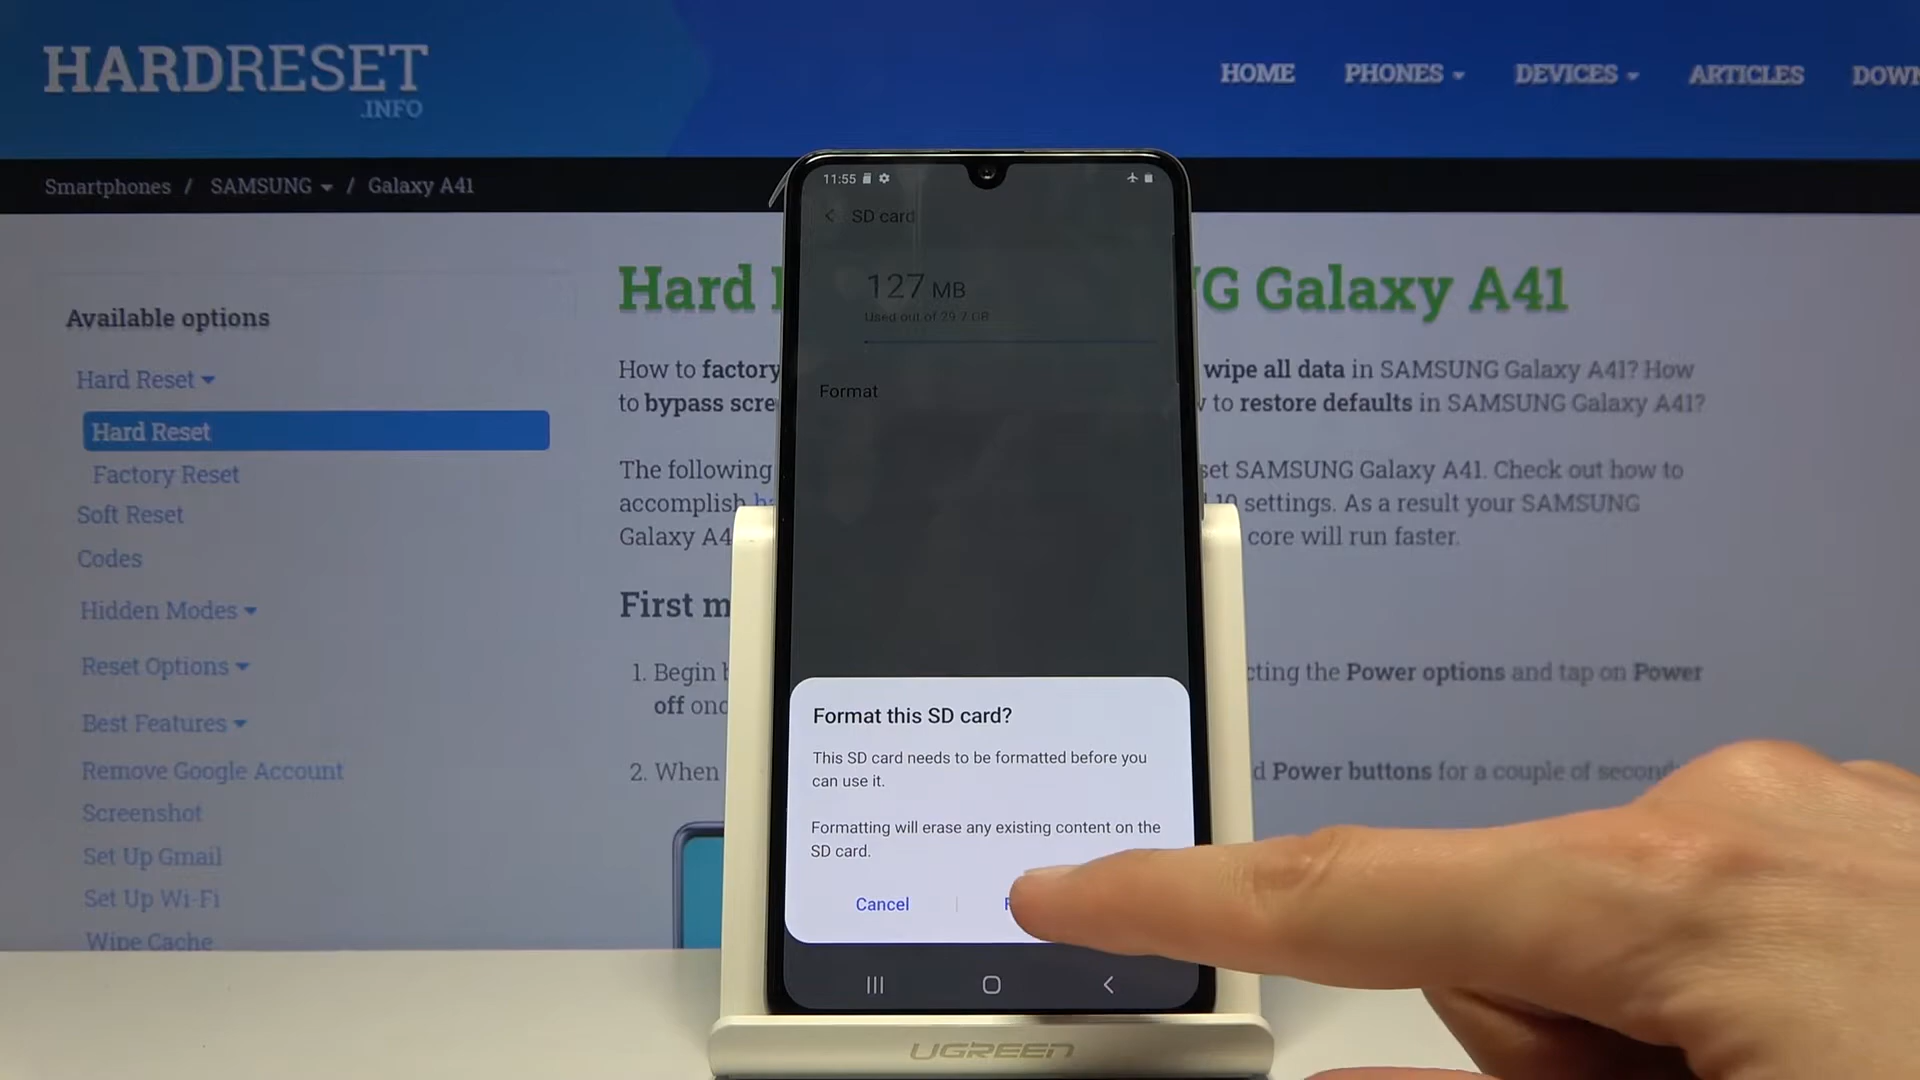 HARDRESET
.INFO
HOME PHONES DEVICES ARTICLES
Smartphones / SAMSUNG / Galaxy A41
Available options
Hard Reset
Hard Reset
Factory Reset
Soft Reset
Codes
Hidden Modes
Reset Options
Best Features
Remove Google Account
Screenshot
Set Up Gmail
Set Up Wi-Fi
Wipe Cache
Hard Galaxy A41
How to factory wipe all data in SAMSUNG Galaxy A41? How
to bypass to restore defaults in SAMSUNG Galaxy A41?
The following SAMSUNG Galaxy A41. Check out how to
accomplish 10 settings. As a result your SAMSUNG
Galaxy core will run faster.
First
1. Begin the Power options and tap on Power
off
2. When Power buttons for a couple of
11:55
SD card
127 MB
Used out of 29.7 GB
Format
Format this SD card?
This SD card needs to be formatted before you
can use it.
Formatting will erase any existing content on the
SD card.
Cancel
UGREEN